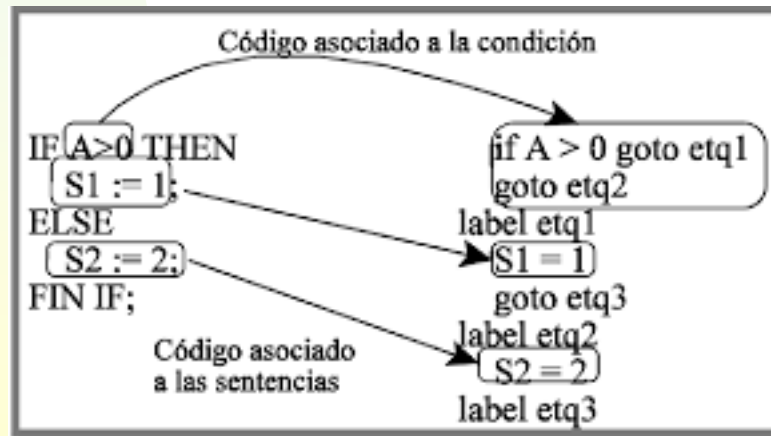 Código asociado a la condición
IF A>0 THEN
S1 := 1;
ELSE
S2 := 2;
FIN IF;
Código asociado
a las sentencias
if A > 0 goto etq1
goto etq2
label etq1
S1 = 1
goto etq3
label etq2
S2 = 2
label etq3